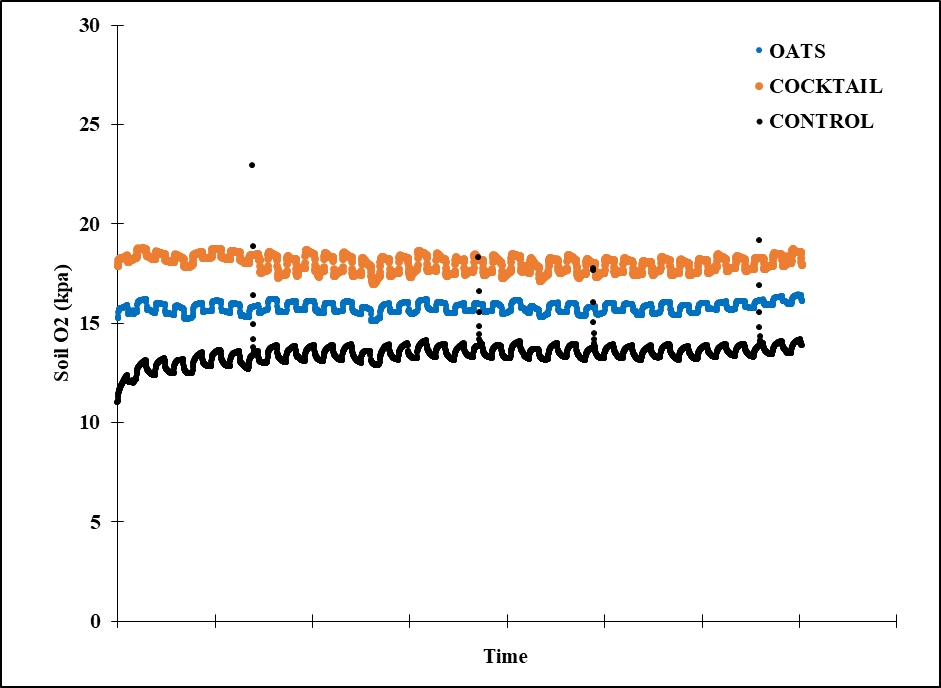 30
25
20
15
10
5
0
Soil O2 (kpa)
Time
OATS
COCKTAIL
CONTROL